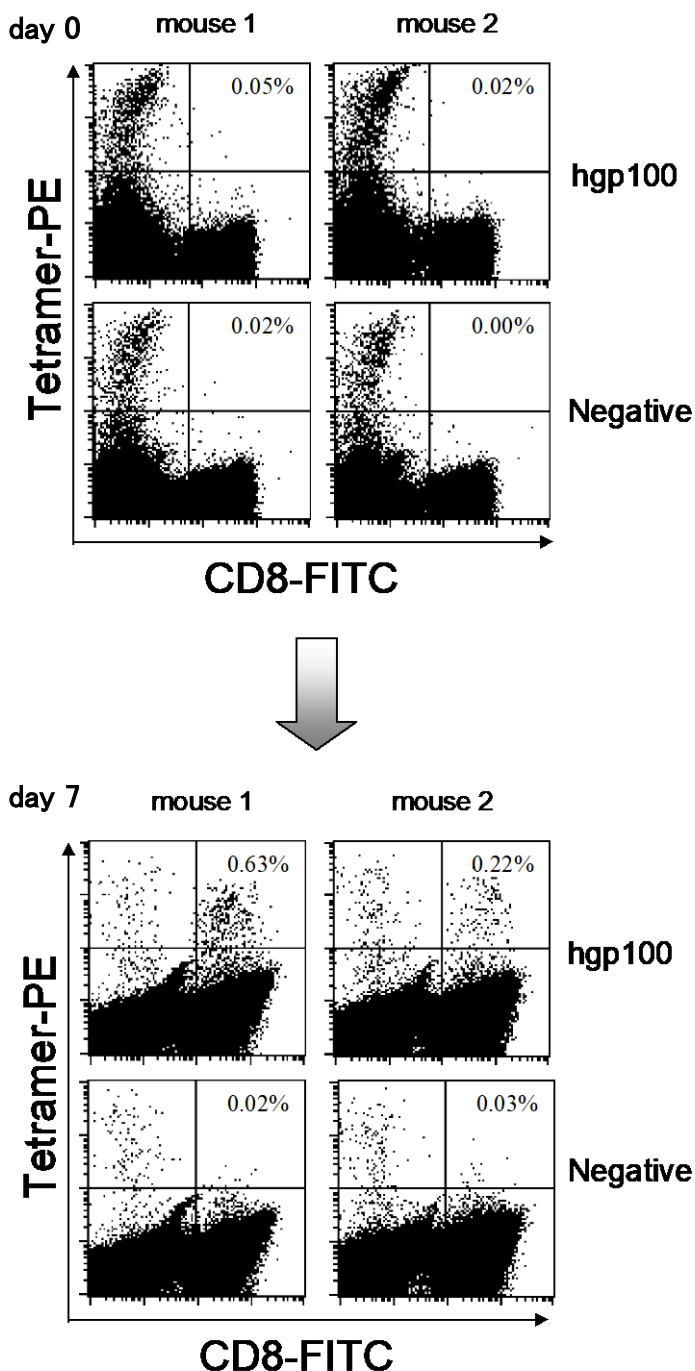 day 0
mouse 1
mouse 2
0.05%
0.02%
hgp100
0.02%
0.00%
Negative
Tetramer-PE
CD8-FITC
day 7
mouse 1
mouse 2
0.63%
0.22%
hgp100
0.02%
0.03%
Negative
Tetramer-PE
CD8-FITC